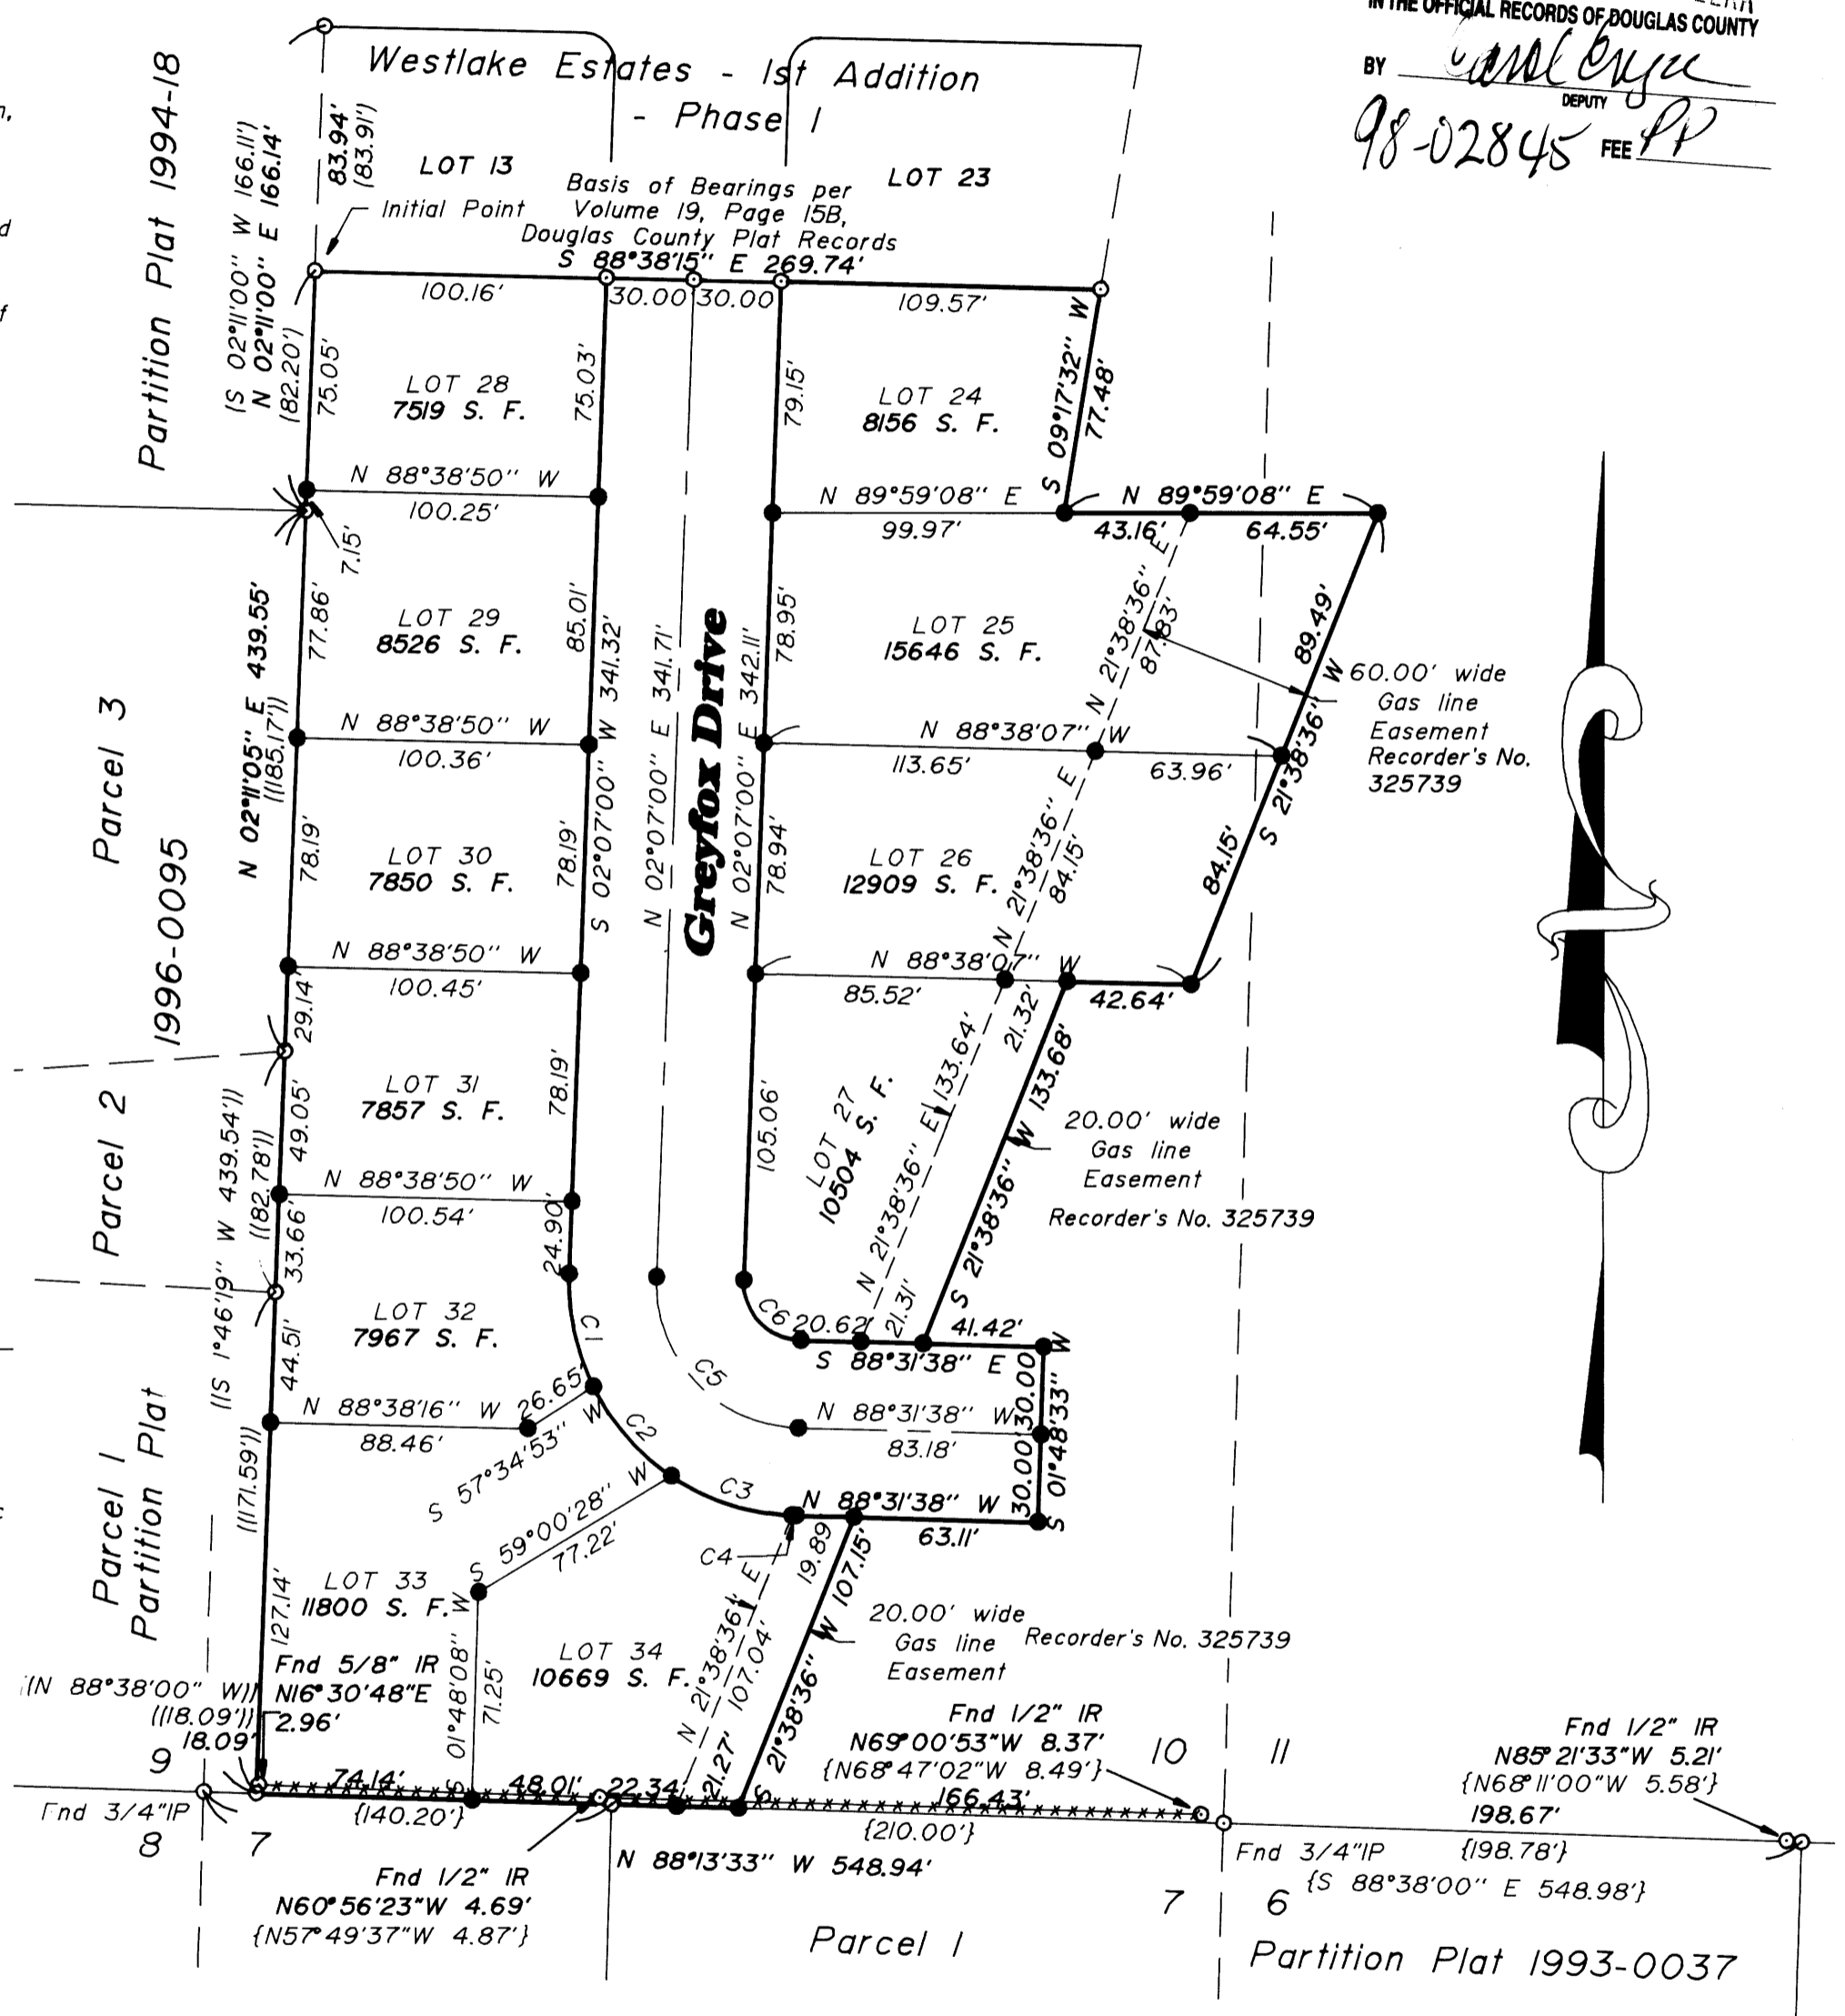 IN THE OFFICIAL RECORDS OF DOUGLAS COUNTY
BY
DEPUTY
98-02845 FEE PP
Westlake Estates - 1st Addition
- Phase 1
Partition Plat 1994-18
(S 02°11'00" W 166.11')
N 02°11'00" E 166.14'
83.94'
(83.91')
LOT 13
LOT 23
Initial Point
Basis of Bearings per
Volume 19, Page 15B,
Douglas County Plat Records
S 88°38'15" E 269.74'
100.16'
30.00
30.00
109.57'
(82.20')
75.05'
LOT 28
7519 S. F.
75.03'
79.15'
LOT 24
8156 S. F.
S 09°17'32" W
77.48'
N 88°38'50" W
100.25'
N 89°59'08" E
99.97'
N 89°59'08" E
43.16'
64.55'
7.15'
77.86'
LOT 29
8526 S. F.
85.01'
S 02°07'00" W 341.32'
N 02°07'00" E 341.71'
Greyfox Drive
N 02°07'00" E 342.11'
78.95'
LOT 25
15646 S. F.
N 21°38'36" E
87.83'
89.49'
S 21°38'36" W
60.00' wide
Gas line
Easement
Recorder's No.
325739
Parcel 3
1996-0095
N 02°11'05" E 439.55'
((185.17'))
N 88°38'50" W
100.36'
N 88°38'07" W
113.65'
63.96'
78.19'
LOT 30
7850 S. F.
78.19'
78.94'
LOT 26
12909 S. F.
N 21°38'36" E
84.15'
84.15'
N 88°38'50" W
100.45'
N 88°38'07" W
85.52'
21.32'
42.64'
29.14'
49.05'
LOT 31
7857 S. F.
78.19'
105.06'
LOT 27
10504 S. F.
N 21°38'36" E 133.64'
N 21°38'36" E
S 21°38'36" W 133.68'
20.00' wide
Gas line
Easement
Recorder's No. 325739
Parcel 2
((S 1°46'19" W 439.54'))
((82.78'))
N 88°38'50" W
100.54'
33.66'
24.90'
LOT 32
7967 S. F.
44.51'
C1
C6
20.62'
21.31'
41.42'
S 88°31'38" E
C5
N 88°31'38" W
83.18'
30.00
30.00'
S 01°48'33" W
N 88°38'16" W
88.46'
26.65'
S 57°34'53" W
C2
C3
N 88°31'38" W
63.11'
C4
19.89
S 59°00'28" W
77.22'
Parcel 1
Partition Plat
((171.59'))
127.14'
LOT 33
11800 S. F.
S 01°48'08" W
71.25'
LOT 34
10669 S. F.
N 21°38'36" E
107.04'
S 21°38'36" W 107.15'
20.00' wide
Gas line
Easement
Recorder's No. 325739
((N 88°38'00" W))
((18.09'))
18.09'
Fnd 5/8" IR
N16°30'48"E
2.96'
Fnd 1/2" IR
N69°00'53"W 8.37'
{N68°47'02"W 8.49'}
Fnd 1/2" IR
N85°21'33"W 5.21'
{N68°11'00"W 5.58'}
198.67'
9
10
11
74.14'
48.01'
22.34'
21.27'
166.43'
Fnd 3/4"IP
{140.20'}
{210.00'}
Fnd 3/4"IP
{198.78'}
{S 88°38'00" E 548.98'}
8
7
7
6
Fnd 1/2" IR
N60°56'23"W 4.69'
{N57°49'37"W 4.87'}
N 88°13'33" W 548.94'
Parcel 1
Partition Plat 1993-0037